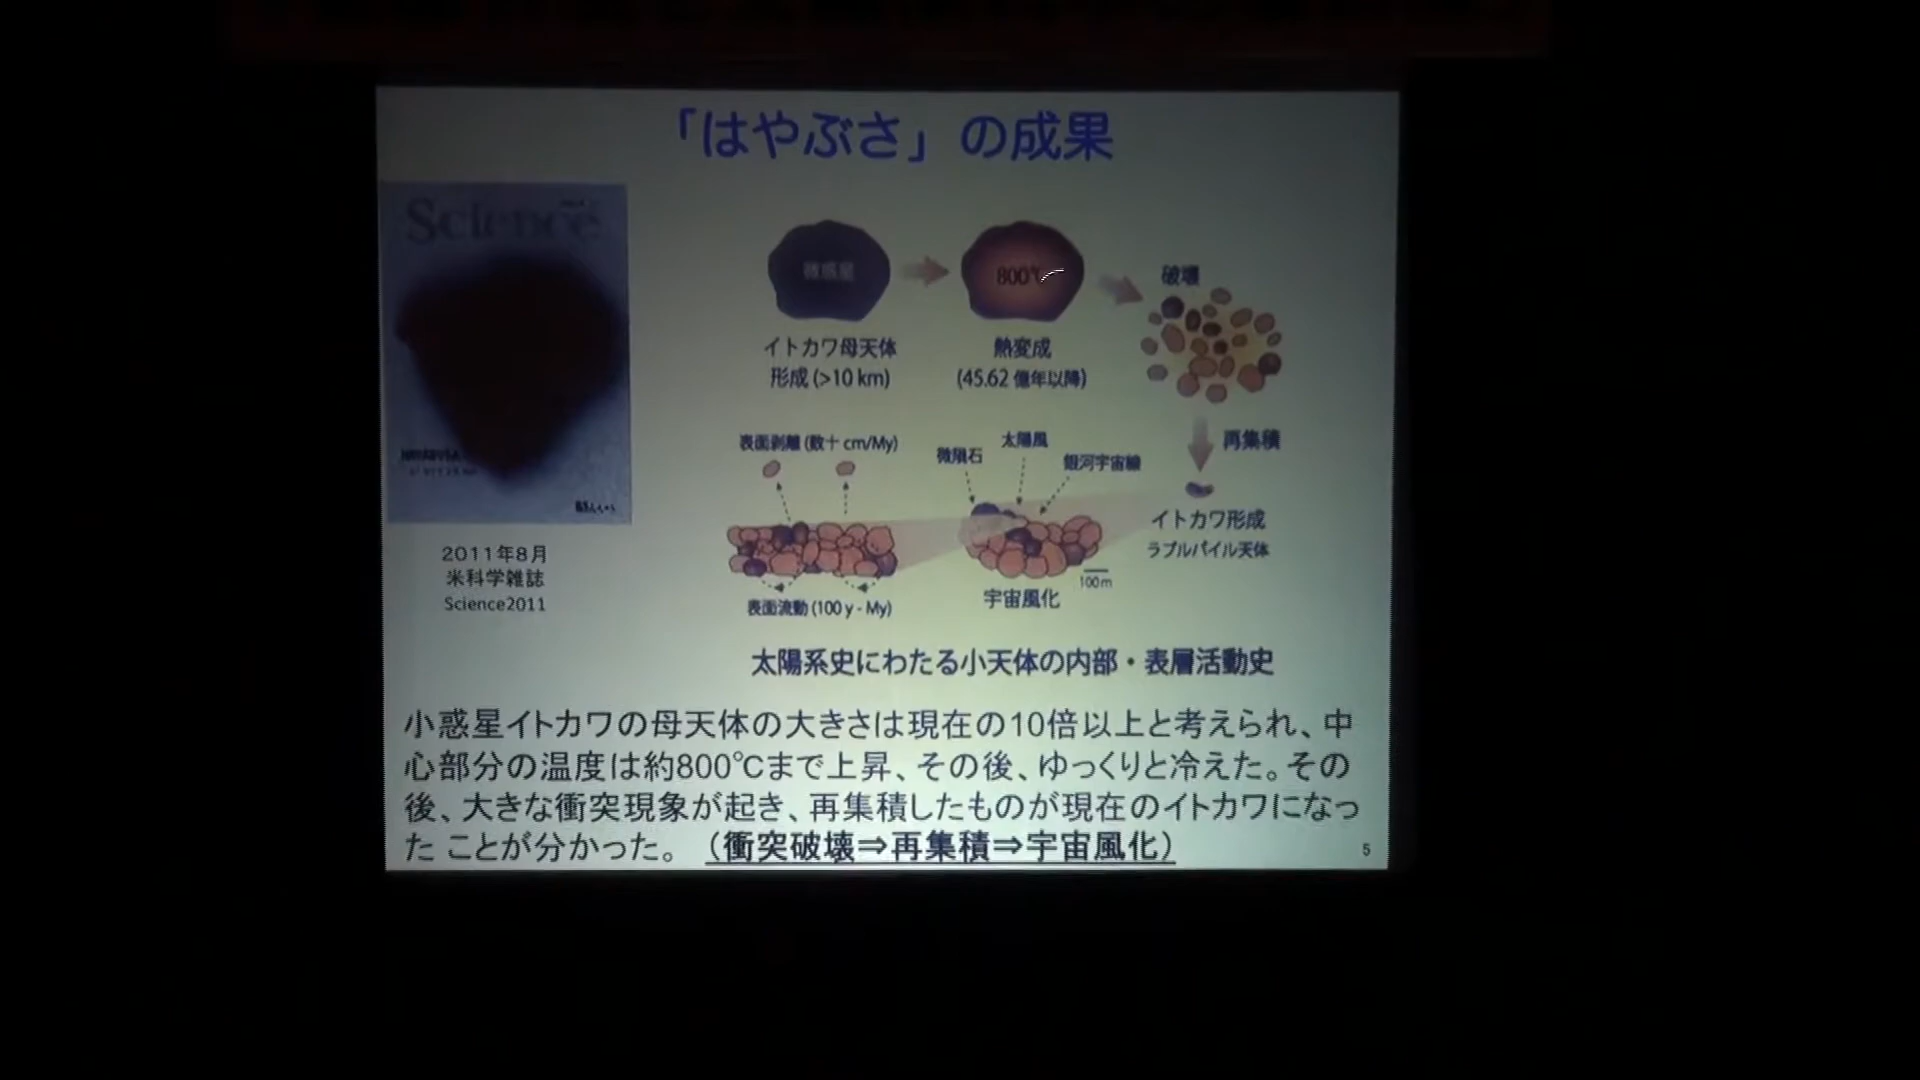 「はやぶさ」の成果
Science
2011年8月
米科学雑誌
Science2011
微惑星
イトカワ母天体
形成 (>10 km)
800℃
熱変成
(45.62 億年以降)
破壊
再集積
イトカワ形成
ラブルパイル天体
微隕石
太陽風
銀河宇宙線
100m
宇宙風化
表面剥離 (数十 cm/My)
表面流動 (100 y - My)
太陽系史にわたる小天体の内部・表層活動史
小惑星イトカワの母天体の大きさは現在の10倍以上と考えられ、中
心部分の温度は約800℃まで上昇、その後、ゆっくりと冷えた。その
後、大きな衝突現象が起き、再集積したものが現在のイトカワになっ
た ことが分かった。（衝突破壊⇒再集積⇒宇宙風化）
5